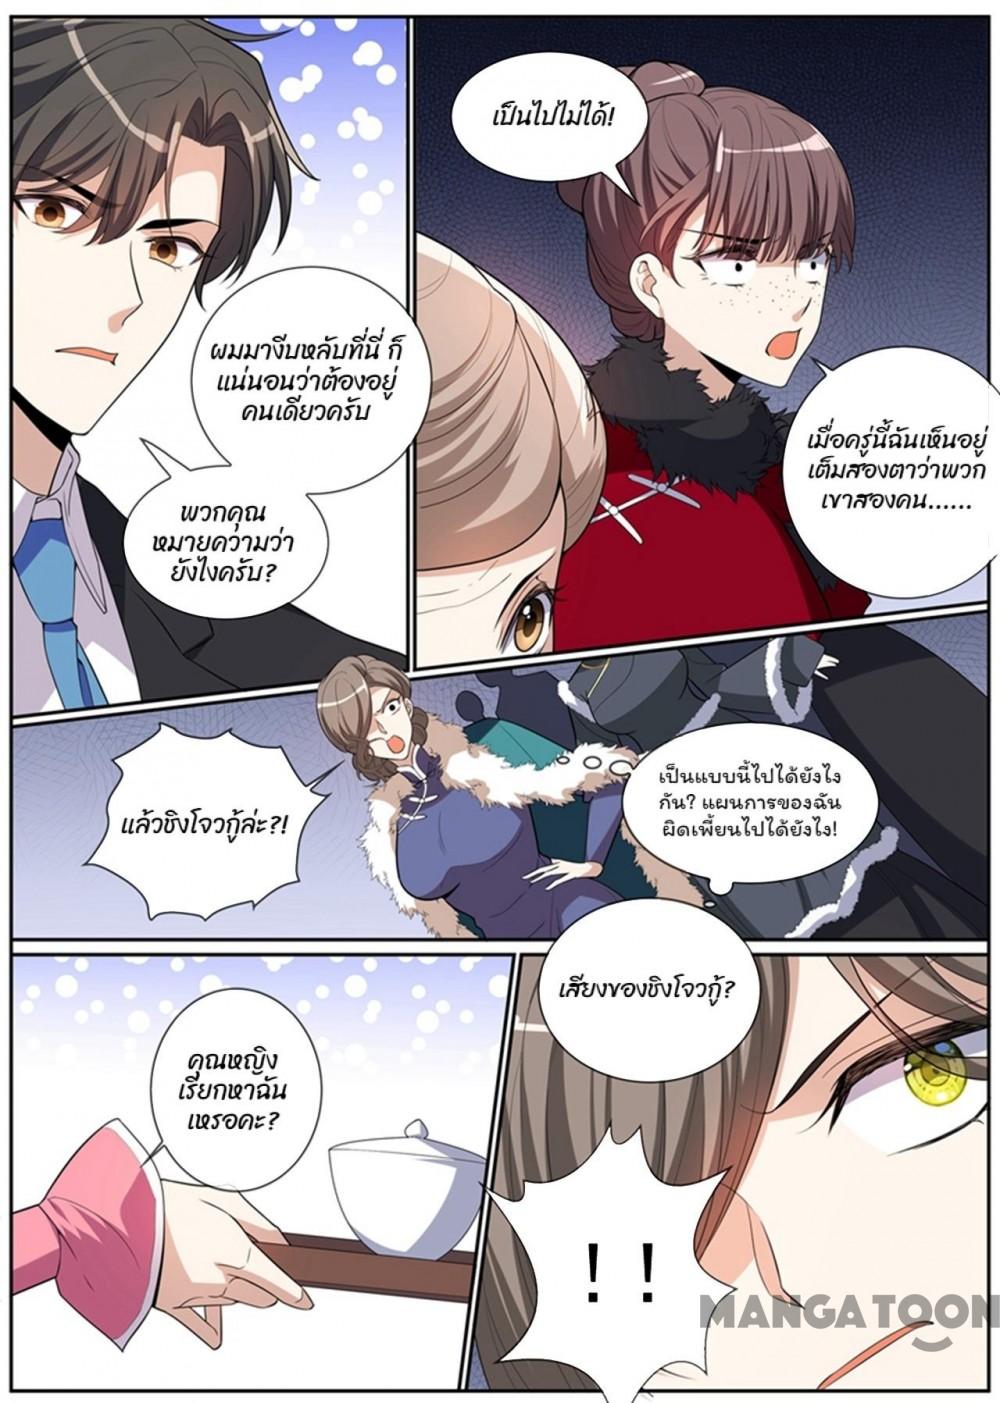 ผมมางีบหลับที่นี่ ก็
แน่นอนว่าต้องอยู่
คนเดียวครับ
พวกคุณ
หมายความว่า
ยังไงครับ?
เป็นไปไม่ได้!
เมื่อครู่นี้ฉันเห็นอยู่
เต็มสองตาว่าพวก
เขาสองคน......
แล้วชิงโจวกู้ล่ะ?!
เป็นแบบนี้ไปได้ยังไง
กัน? แผนการของฉัน
ผิดเพี้ยนไปได้ยังไง!
คุณหญิง
เรียกหาฉัน
เหรอคะ?
เสียงของชิงโจวกู้?
!!
MANGATOON